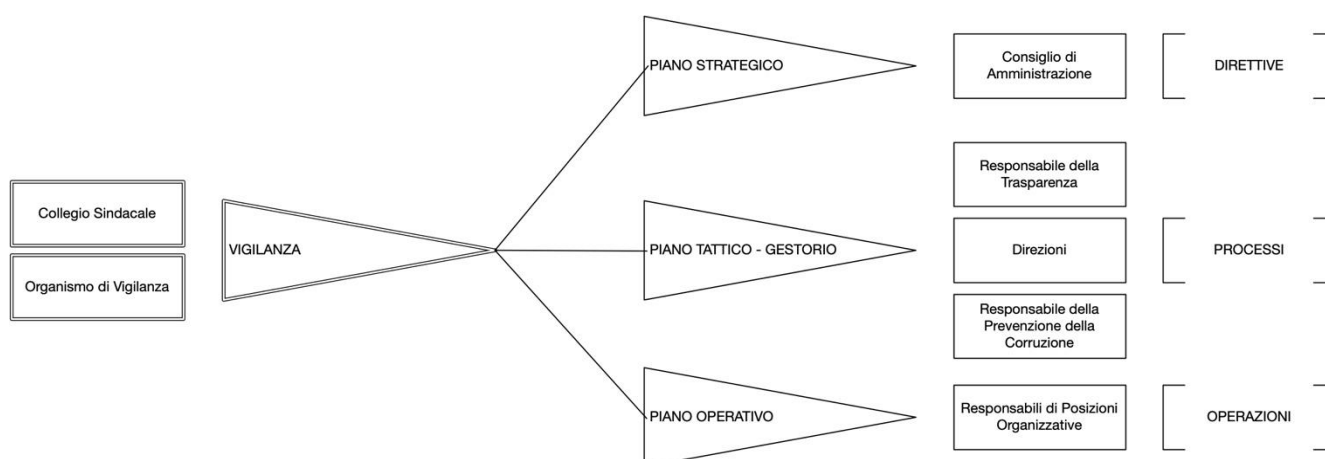 PIANO STRATEGICO
Consiglio di
Amministrazione
DIRETTIVE
Collegio Sindacale
Organismo di Vigilanza
VIGILANZA
PIANO TATTICO - GESTORIO
Responsabile della
Trasparenza
Direzioni
Responsabile della
Prevenzione della
Corruzione
PROCESSI
PIANO OPERATIVO
Responsabili di Posizioni
Organizzative
OPERAZIONI